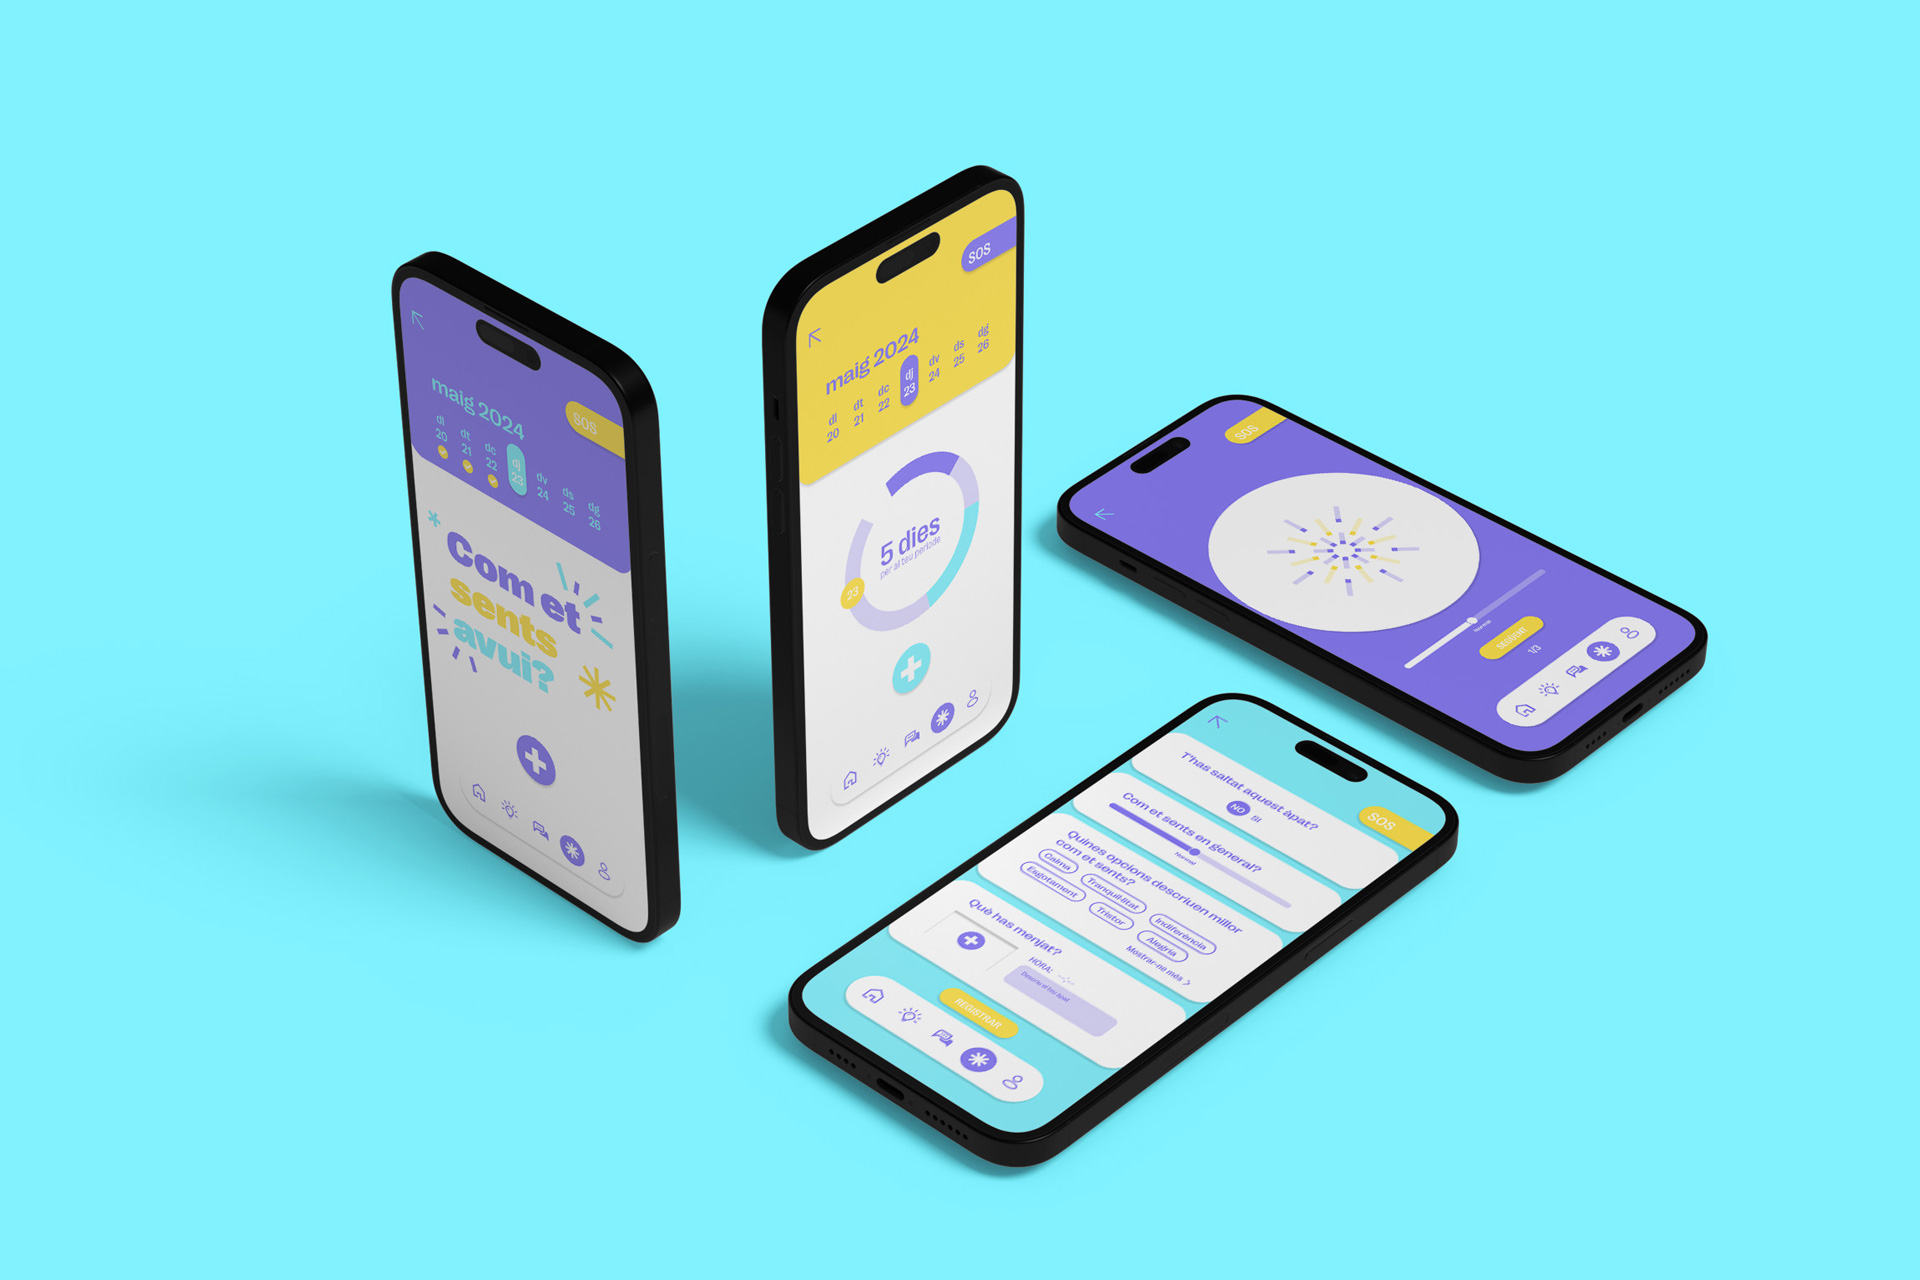 maig 2024
SOS
dl dt dc dj dv ds dg
20 21 22 23 24 25 26
Com et
sents
avui?
SOS
maig 2024
dl dt dc dj dv ds dg
20 21 22 23 24 25 26
5 dies
per al teu període
23
SOS
Normal
SEGÜENT
1/3
SOS
T'has saltat aquest àpat?
NO SI
Com et sents en general?
Normal
Quines opcions descriuen millor
com et sents?
Calma Tranquil·litat Indiferència
Esgotament Tristor Alegria
Mostrar-ne més >
Què has menjat?
HORA: --:--
Descriu el teu àpat
REGISTRAR